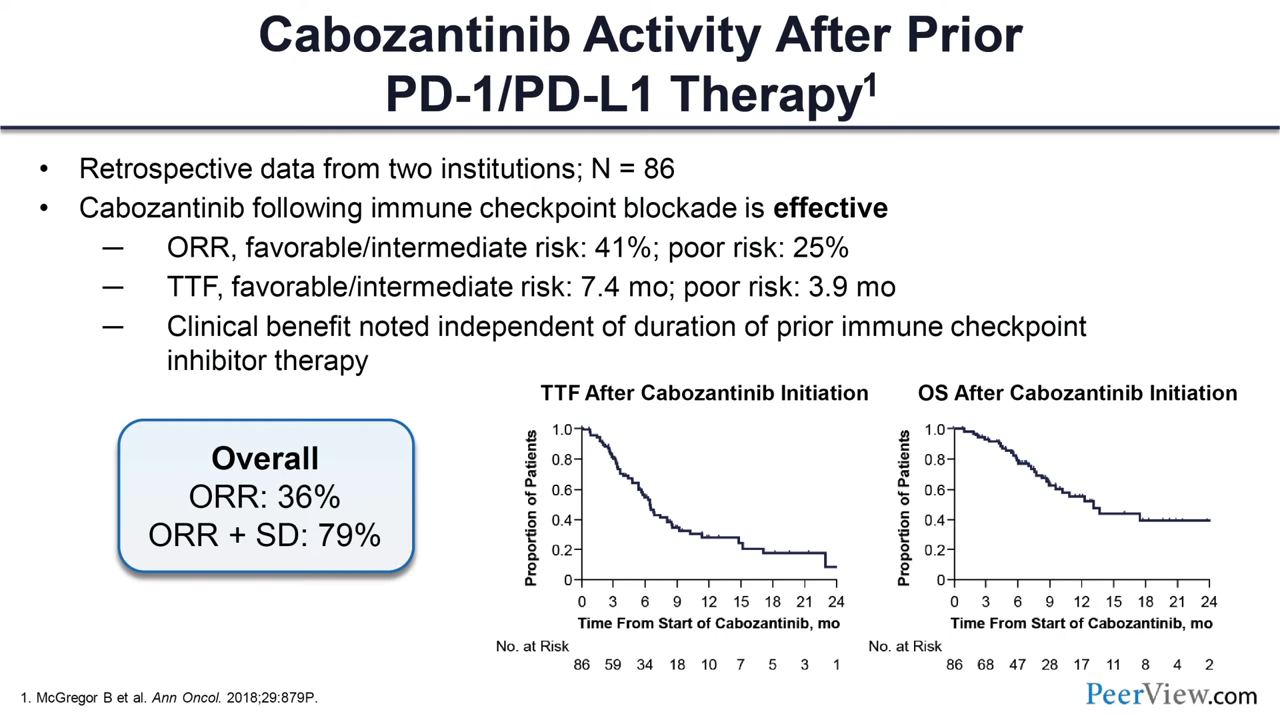 Cabozantinib Activity After Prior
PD-1/PD-L1 Therapy1
• Retrospective data from two institutions; N = 86
• Cabozantinib following immune checkpoint blockade is effective
— ORR, favorable/intermediate risk: 41%; poor risk: 25%
— TTF, favorable/intermediate risk: 7.4 mo; poor risk: 3.9 mo
— Clinical benefit noted independent of duration of prior immune checkpoint
inhibitor therapy
Overall
ORR: 36%
ORR + SD: 79%
TTF After Cabozantinib Initiation
Proportion of Patients
1.0
0.8
0.6
0.4
0.2
0
0 3 6 9 12 15 18 21 24
Time From Start of Cabozantinib, mo
No. at Risk
86 59 34 18 10 7 5 3 1
OS After Cabozantinib Initiation
Proportion of Patients
1.0
0.8
0.6
0.4
0.2
0
0 3 6 9 12 15 18 21 24
Time From Start of Cabozantinib, mo
No. at Risk
86 68 47 28 17 11 8 4 2
1. McGregor B et al. Ann Oncol. 2018;29:879P.
PeerView.com